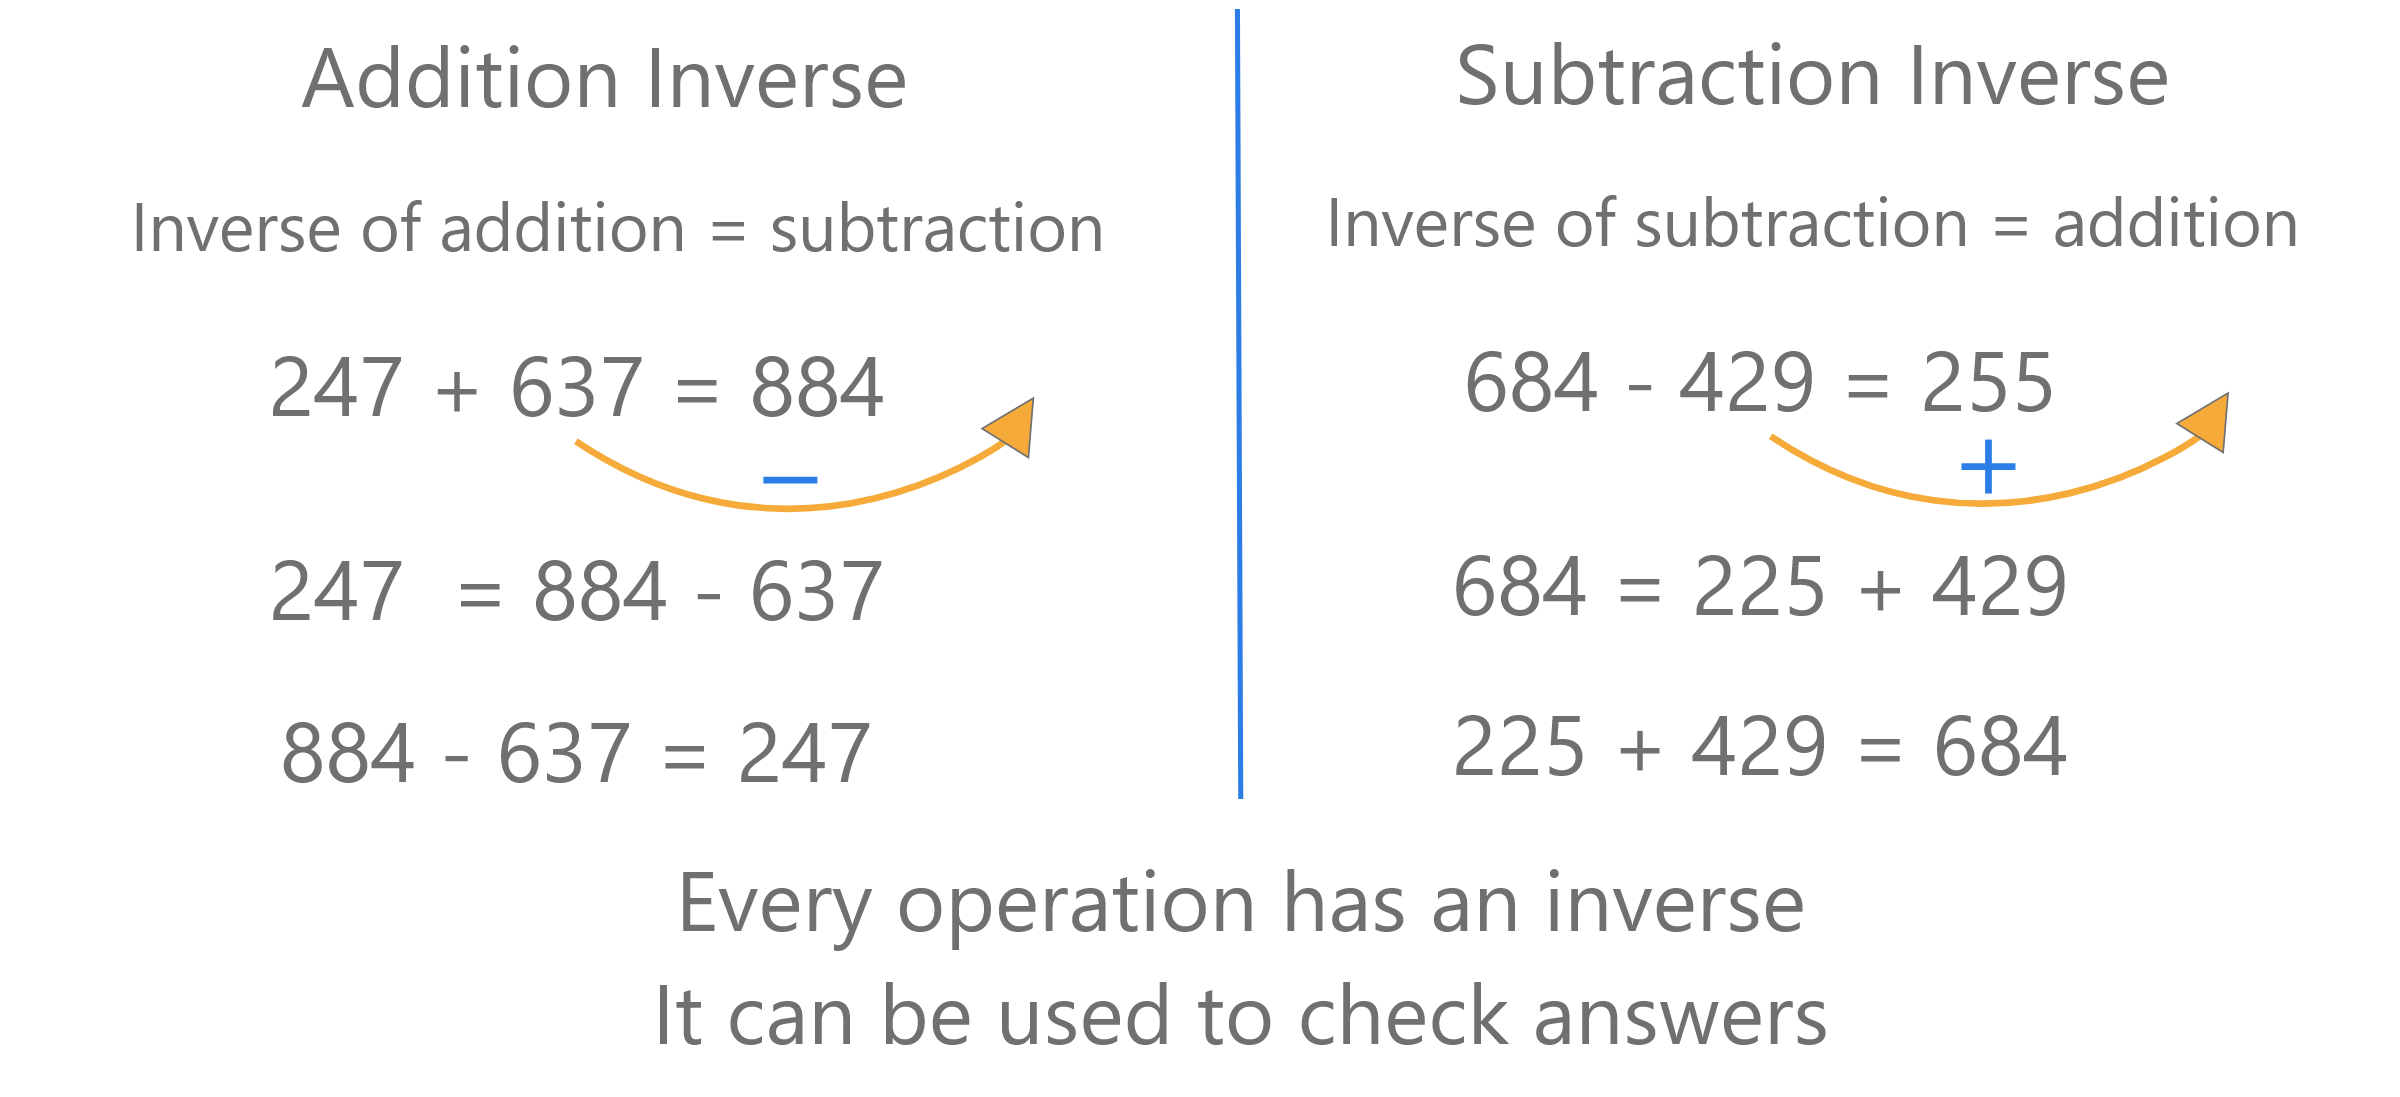 Addition Inverse
Inverse of addition = subtraction
247 + 637 = 884
−
247 = 884 - 637
884 - 637 = 247
Subtraction Inverse
Inverse of subtraction = addition
684 - 429 = 255
+
684 = 225 + 429
225 + 429 = 684
Every operation has an inverse
It can be used to check answers